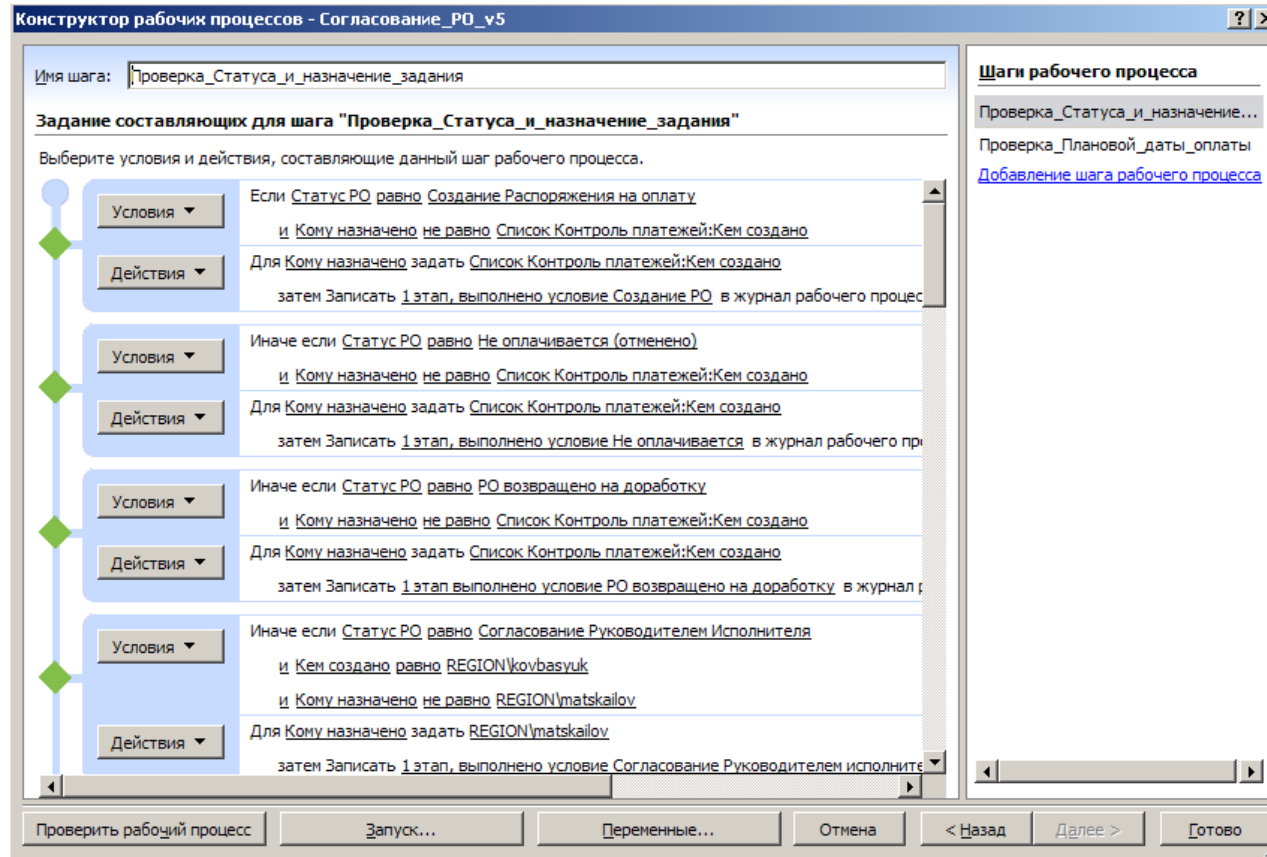 Конструктор рабочих процессов - Согласование_РО_v5
Имя шага: Проверка_Статуса_и_назначение_задания
Задание составляющих для шага "Проверка_Статуса_и_назначение_задания"
Выберите условия и действия, составляющие данный шаг рабочего процесса.
Условия
Если Статус РО равно Создание Распоряжения на оплату
и Кому назначено не равно Список Контроль платежей:Кем создано
Действия
Для Кому назначено задать Список Контроль платежей:Кем создано
затем Записать 1 этап, выполнено условие Создание РО в журнал рабочего процес
Условия
Иначе если Статус РО равно Не оплачивается (отменено)
и Кому назначено не равно Список Контроль платежей:Кем создано
Действия
Для Кому назначено задать Список Контроль платежей:Кем создано
затем Записать 1 этап, выполнено условие Не оплачивается в журнал рабочего про
Условия
Иначе если Статус РО равно РО возвращено на доработку
и Кому назначено не равно Список Контроль платежей:Кем создано
Действия
Для Кому назначено задать Список Контроль платежей:Кем создано
затем Записать 1 этап выполнено условие РО возвращено на доработку в журнал р
Условия
Иначе если Статус РО равно Согласование Руководителем Исполнителя
и Кем создано равно REGION\kovbasyuk
и Кому назначено не равно REGION\matskailov
Действия
Для Кому назначено задать REGION\matskailov
затем Записать 1 этап, выполнено условие Согласование Руководителем исполните
Шаги рабочего процесса
Проверка_Статуса_и_назначение...
Проверка_Плановой_даты_оплаты
Добавление шага рабочего процесса
Проверить рабочий процесс
Запуск...
Переменные...
Отмена
< Назад
Далее >
Готово